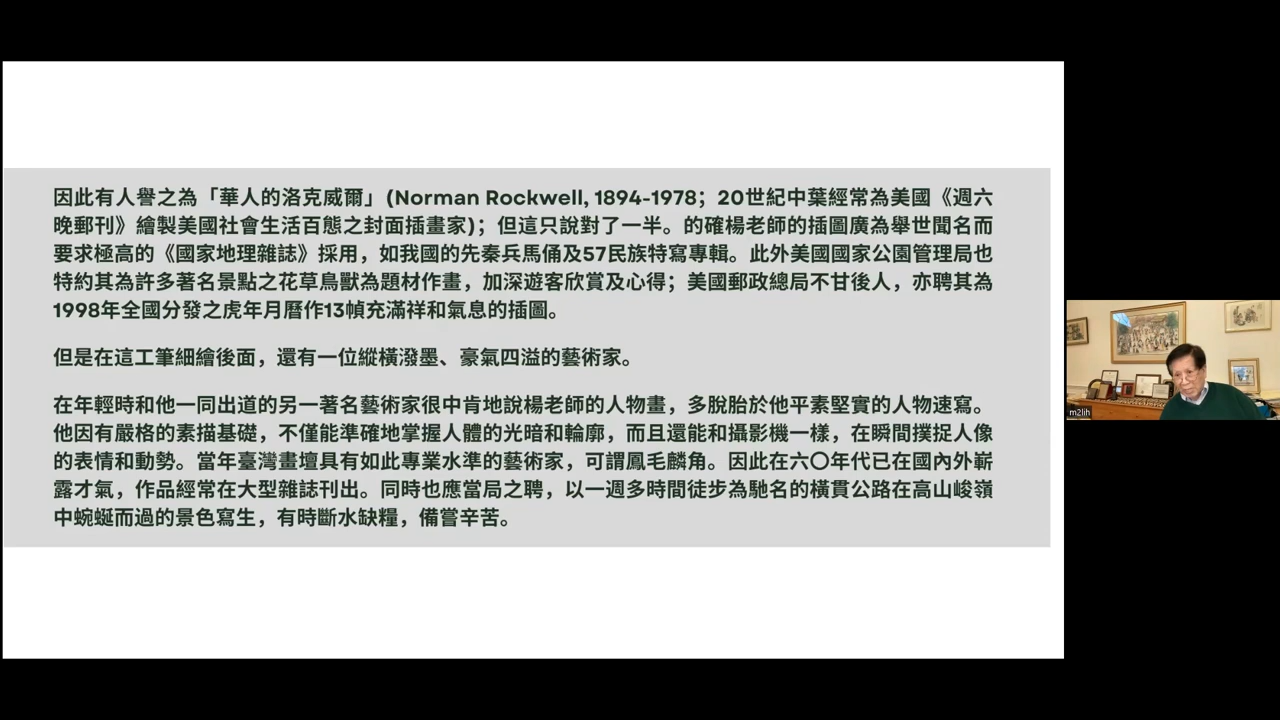 因此有人譽之為「華人的洛克威爾」(Norman Rockwell, 1894-1978；20世紀中葉經常為美國《週六
晚郵刊》繪製美國社會生活百態之封面插畫家)；但這只說對了一半。的確楊老師的插圖廣為舉世聞名而
要求極高的《國家地理雜誌》採用，如我國的先秦兵馬俑及57民族特寫專輯。此外美國國家公園管理局也
特約其為許多著名景點之花草鳥獸為題材作畫，加深遊客欣賞及心得；美國郵政總局不甘後人，亦聘其為
1998年全國分發之虎年月曆作13幀充滿祥和氣息的插圖。
但是在這工筆細繪後面，還有一位縱橫潑墨、豪氣四溢的藝術家。
在年輕時和他一同出道的另一著名藝術家很中肯地說楊老師的人物畫，多脫胎於他平素堅實的人物速寫。
他因有嚴格的素描基礎，不僅能準確地掌握人體的光暗和輪廓，而且還能和攝影機一樣，在瞬間撲捉人像
的表情和動勢。當年臺灣畫壇具有如此專業水準的藝術家，可謂鳳毛麟角。因此在六〇年代已在國內外嶄
露才氣，作品經常在大型雜誌刊出。同時也應當局之聘，以一週多時間徒步為馳名的橫貫公路在高山峻嶺
中蜿蜒而過的景色寫生，有時斷水缺糧，備嘗辛苦。
m2lih